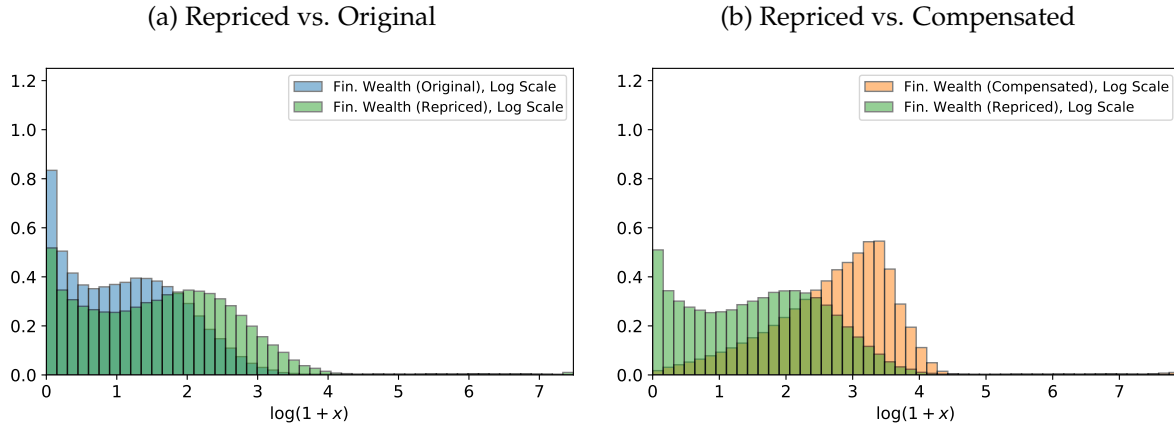 (a) Repriced vs. Original
1.2
1.0
0.8
0.6
0.4
0.2
0.0
Fin. Wealth (Original), Log Scale
Fin. Wealth (Repriced), Log Scale
0 1 2 3 4 5 6 7
log(1 + x)
(b) Repriced vs. Compensated
1.2
1.0
0.8
0.6
0.4
0.2
0.0
Fin. Wealth (Compensated), Log Scale
Fin. Wealth (Repriced), Log Scale
0 1 2 3 4 5 6 7
log(1 + x)